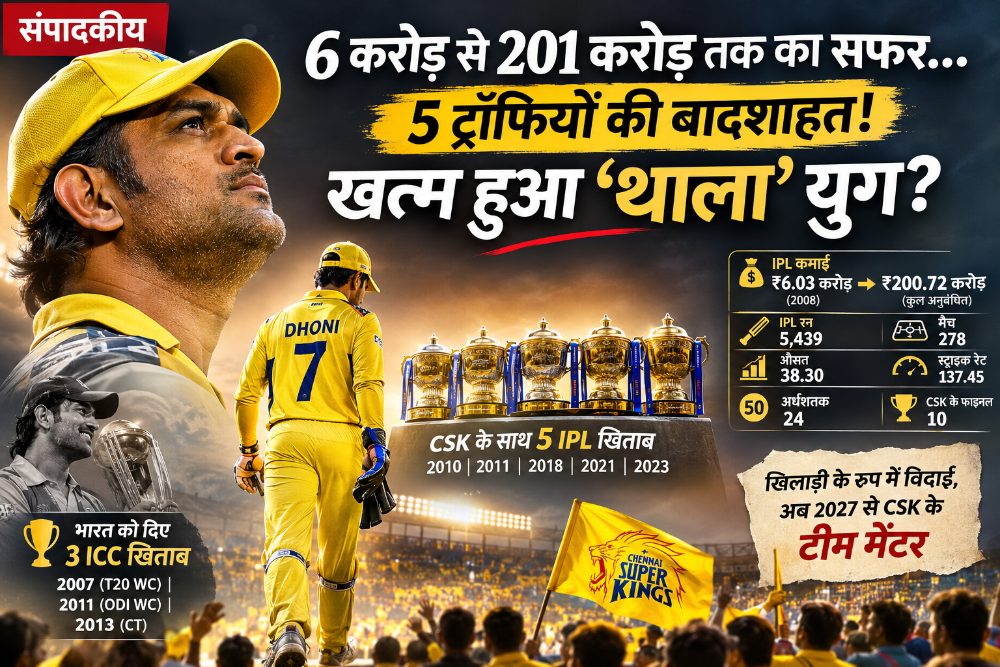 संपादकीय
6 करोड़ से 201 करोड़ तक का सफर...
5 ट्रॉफियों की बादशाहत!
खत्म हुआ ‘थाला’ युग?
IPL कमाई
₹6.03 करोड़ → ₹200.72 करोड़
(2008) (कुल अनुबंधित)
IPL रन
5,439
मैच
278
औसत
38.30
स्ट्राइक रेट
137.45
50
अर्धशतक
24
CSK के फाइनल
10
DHONI
7
CSK के साथ 5 IPL खिताब
2010 | 2011 | 2018 | 2021 | 2023
खिलाड़ी के रुप में विदाई,
अब 2027 से CSK के
टीम मेंटर
भारत को दिए
3 ICC खिताब
2007 (T20 WC) |
2011 (ODI WC) |
2013 (CT)
CHENNAI
SUPER
KINGS